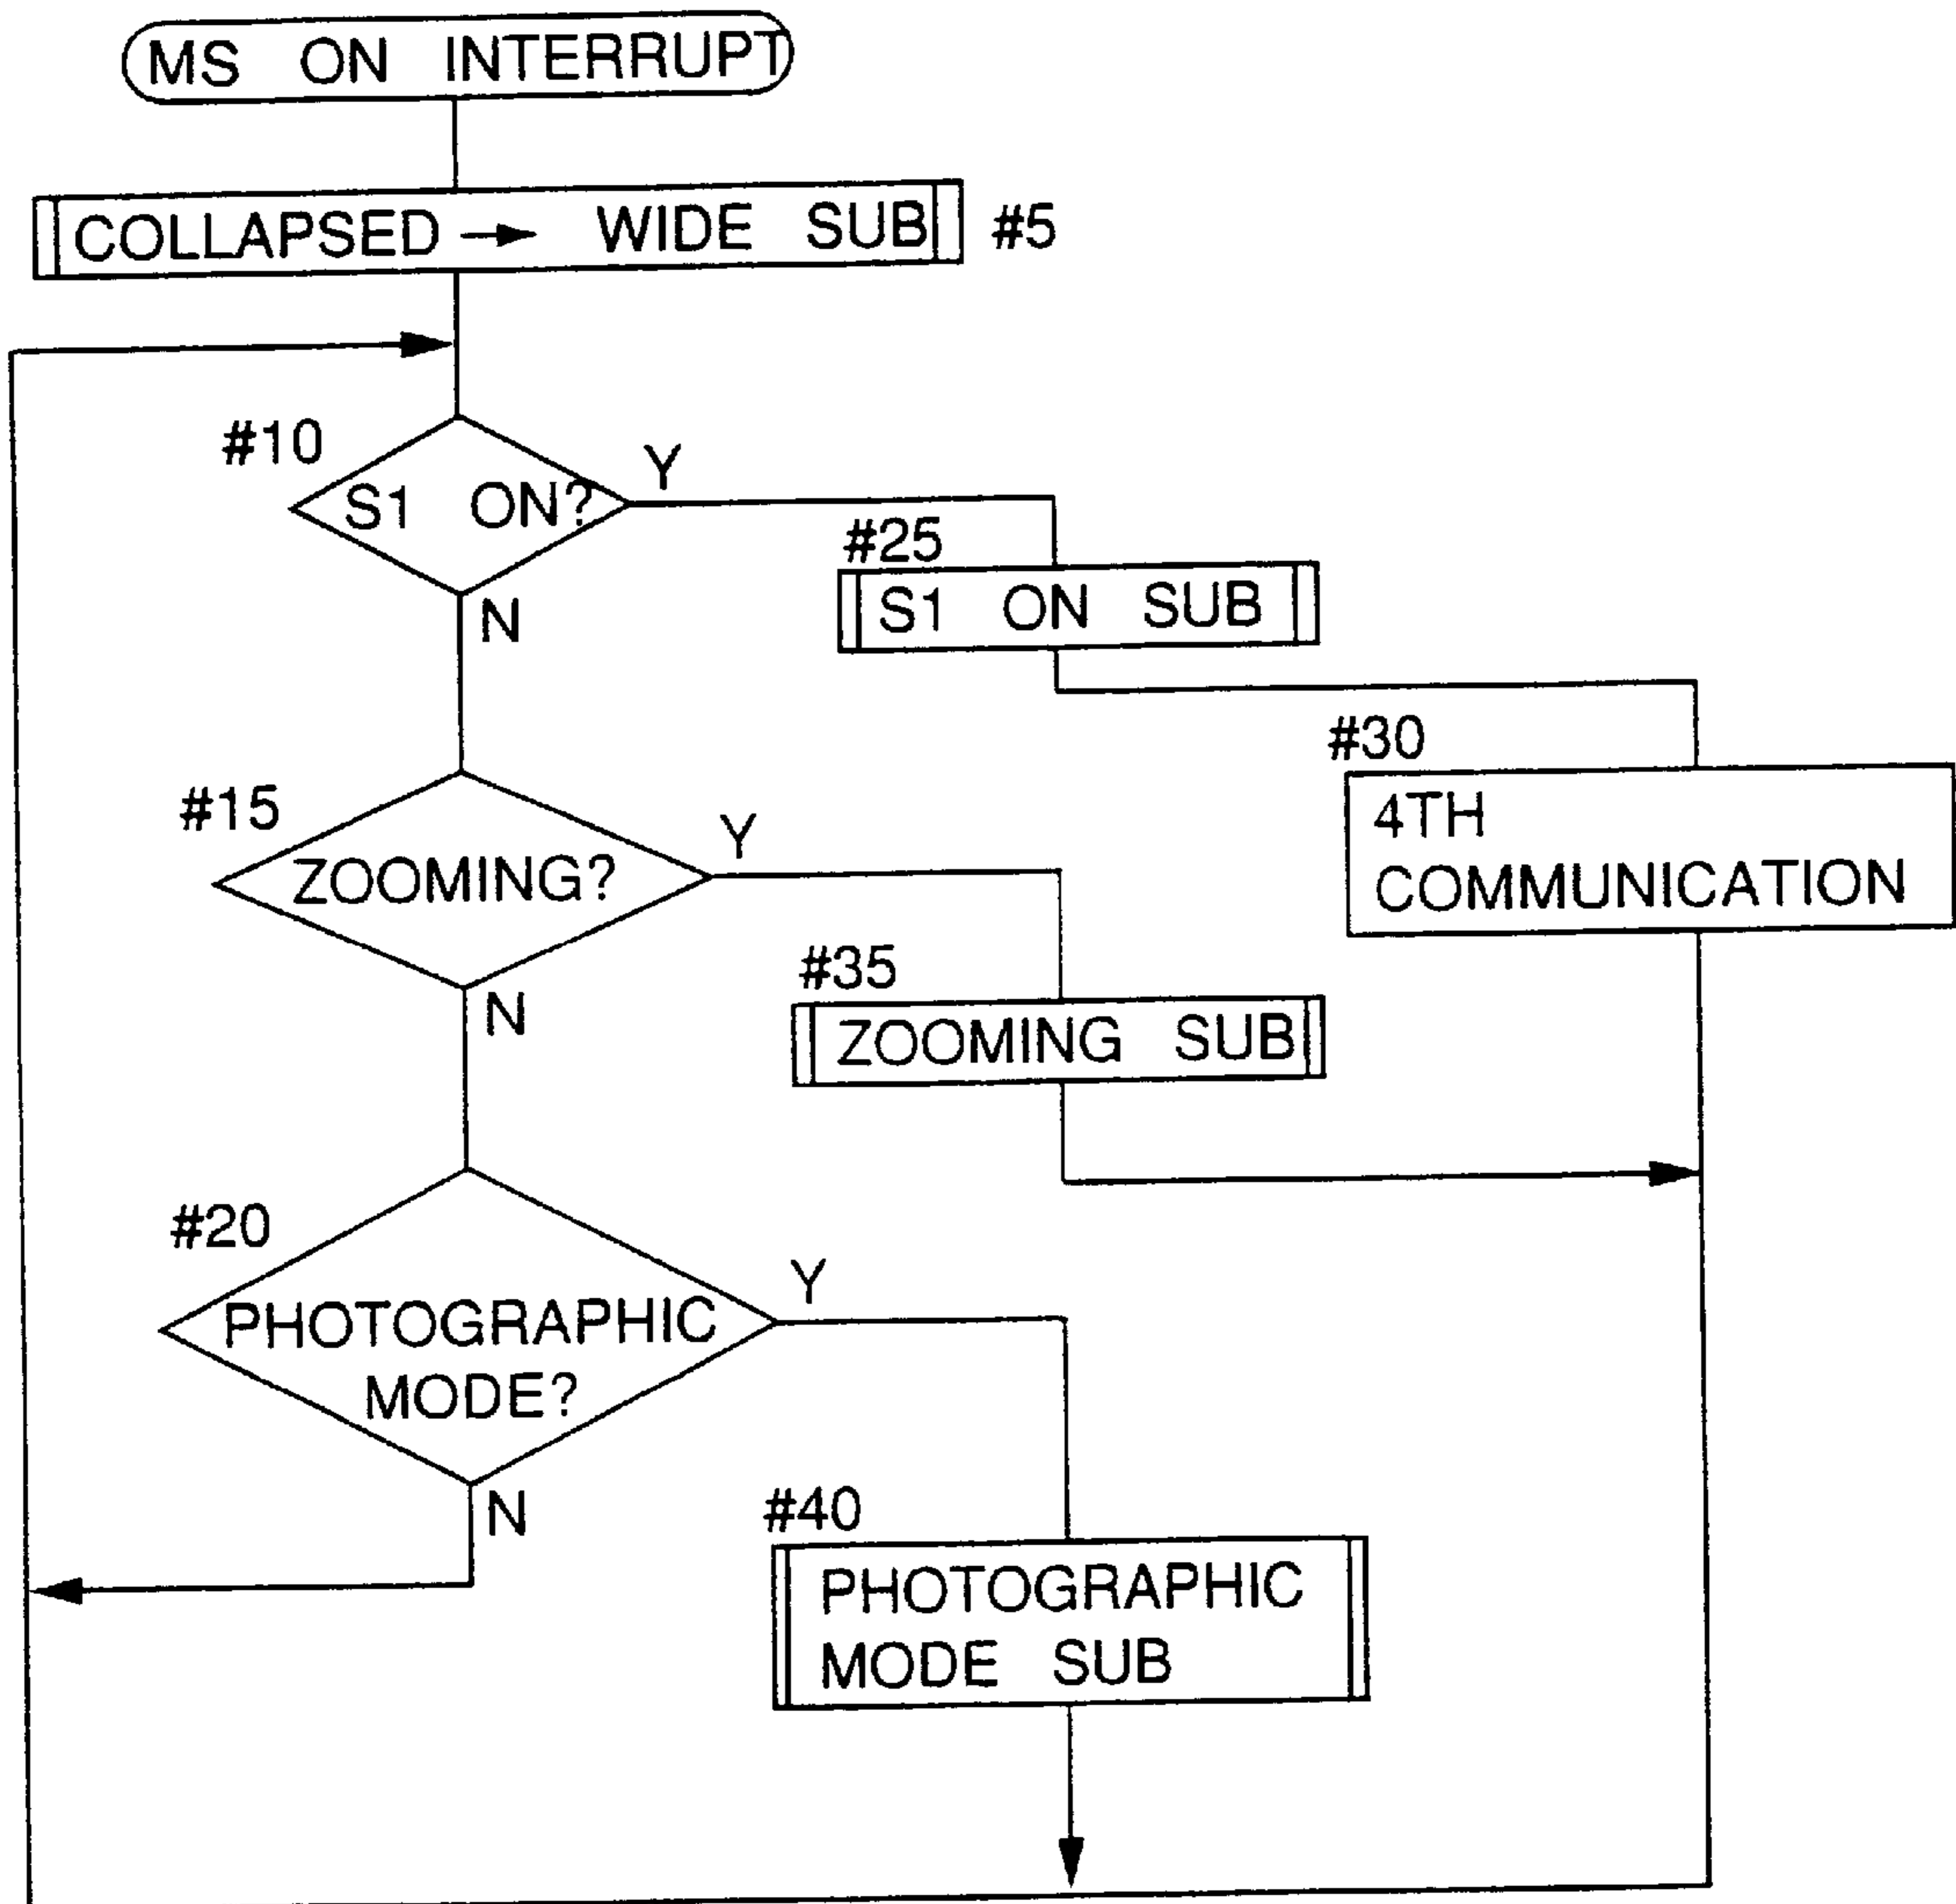 MS ON INTERRUPT
COLLAPSED → WIDE SUB
#5
#10
S1 ON?
Y
N
#25
S1 ON SUB
#30
4TH
COMMUNICATION
#15
ZOOMING?
Y
N
#35
ZOOMING SUB
#20
PHOTOGRAPHIC
MODE?
Y
N
#40
PHOTOGRAPHIC
MODE SUB